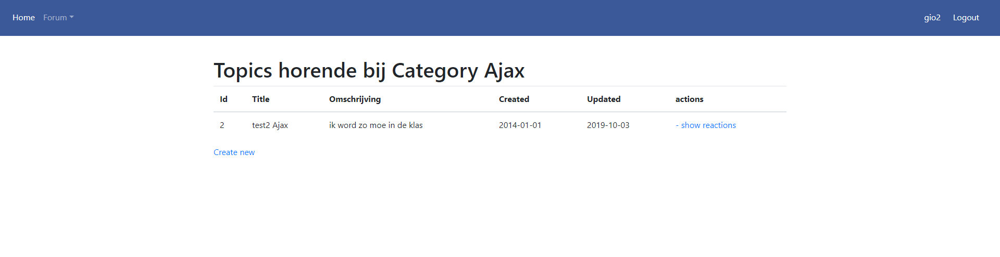 Home Forum gio2 Logout
Topics horende bij Category Ajax
Id Title Omschrijving Created Updated actions
2 test2 Ajax ik word zo moe in de klas 2014-01-01 2019-10-03 - show reactions
Create new